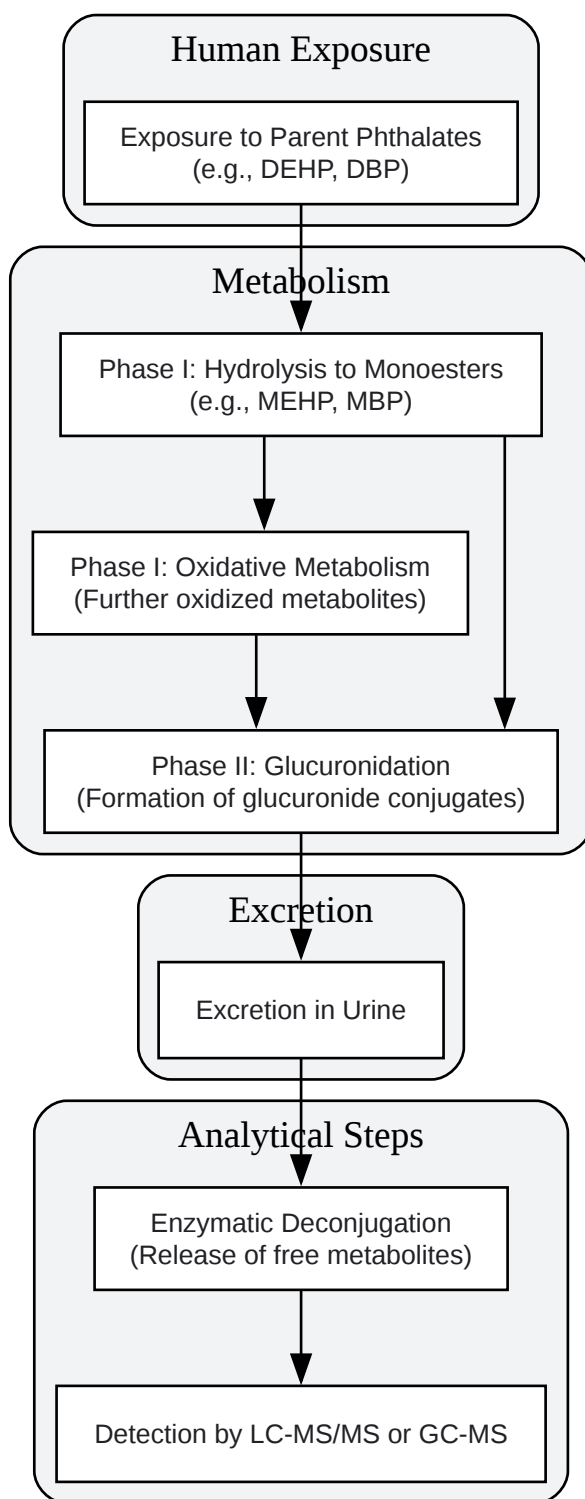 Human Exposure
Exposure to Parent Phthalates
(e.g., DEHP, DBP)
Metabolism
Phase I: Hydrolysis to Monoesters
(e.g., MEHP, MBP)
Phase I: Oxidative Metabolism
(Further oxidized metabolites)
Phase II: Glucuronidation
(Formation of glucuronide conjugates)
Excretion
Excretion in Urine
Analytical Steps
Enzymatic Deconjugation
(Release of free metabolites)
Detection by LC-MS/MS or GC-MS